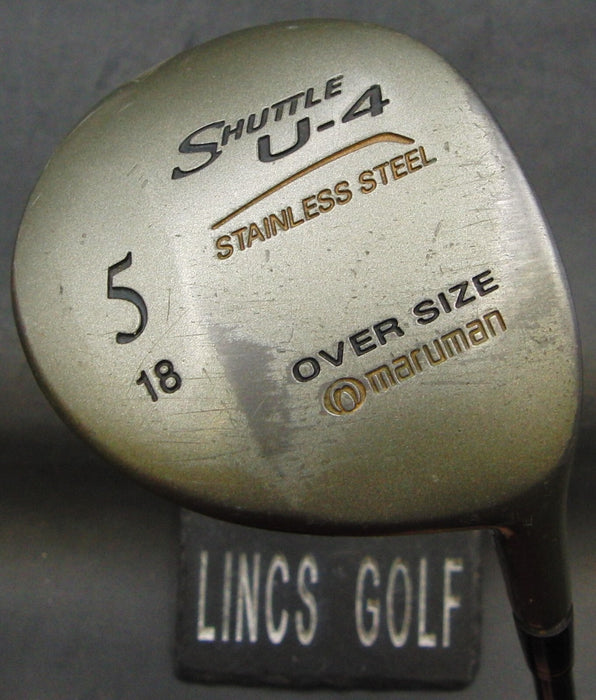 SHUTTLE
U-4
STAINLESS STEEL
5
18
OVER SIZE
maruman
LINCS GOLF